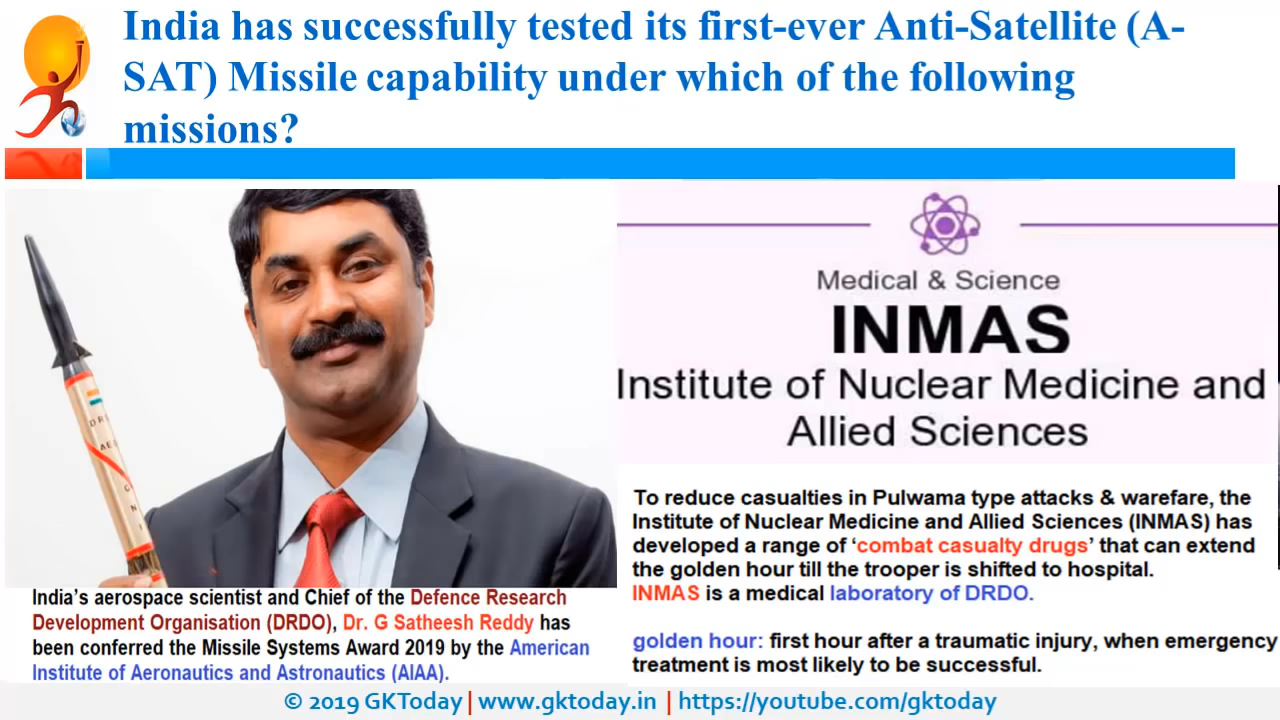 India has successfully tested its first-ever Anti-Satellite (A-
SAT) Missile capability under which of the following
missions?
Medical & Science
INMAS
Institute of Nuclear Medicine and
Allied Sciences
To reduce casualties in Pulwama type attacks & warefare, the
Institute of Nuclear Medicine and Allied Sciences (INMAS) has
developed a range of ‘combat casualty drugs’ that can extend
the golden hour till the trooper is shifted to hospital.
INMAS is a medical laboratory of DRDO.
golden hour: first hour after a traumatic injury, when emergency
treatment is most likely to be successful.
India’s aerospace scientist and Chief of the Defence Research
Development Organisation (DRDO), Dr. G Satheesh Reddy has
been conferred the Missile Systems Award 2019 by the American
Institute of Aeronautics and Astronautics (AIAA).
© 2019 GKToday | www.gktoday.in | https://youtube.com/gktoday